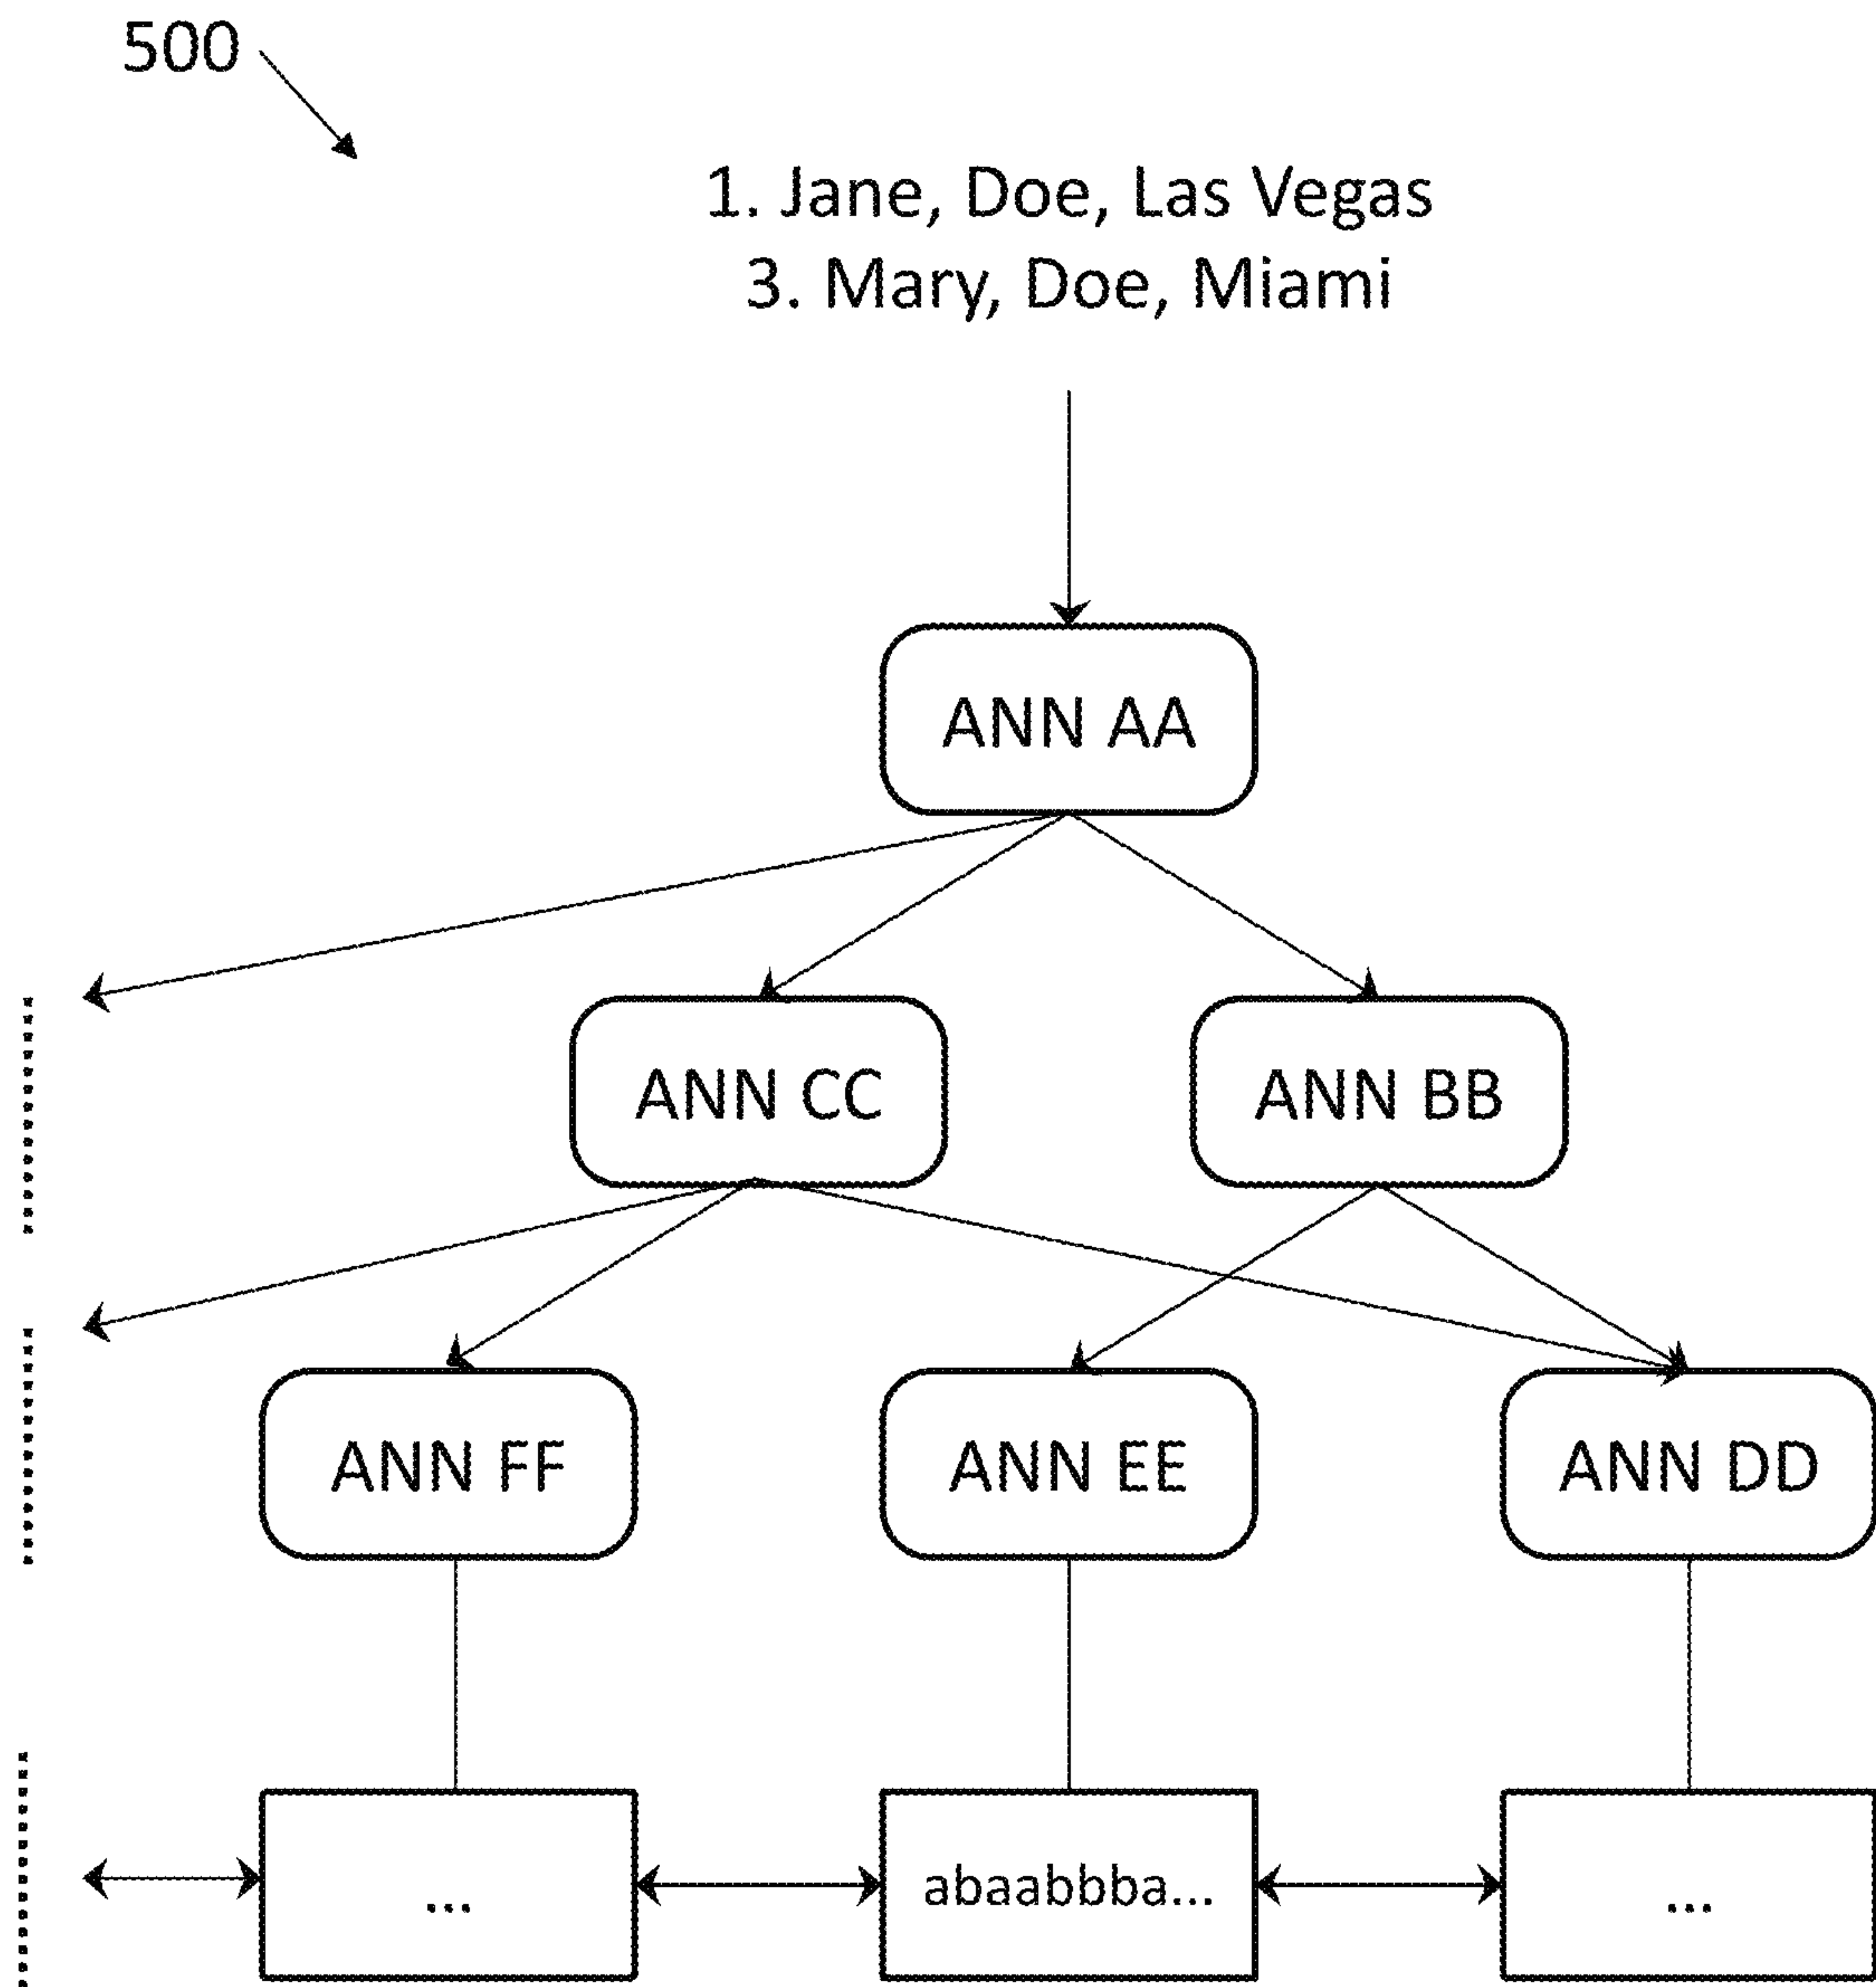 500
1. Jane, Doe, Las Vegas
3. Mary, Doe, Miami
ANN AA
ANN CC
ANN BB
ANN FF
ANN EE
ANN DD
...
abaabbba...
...